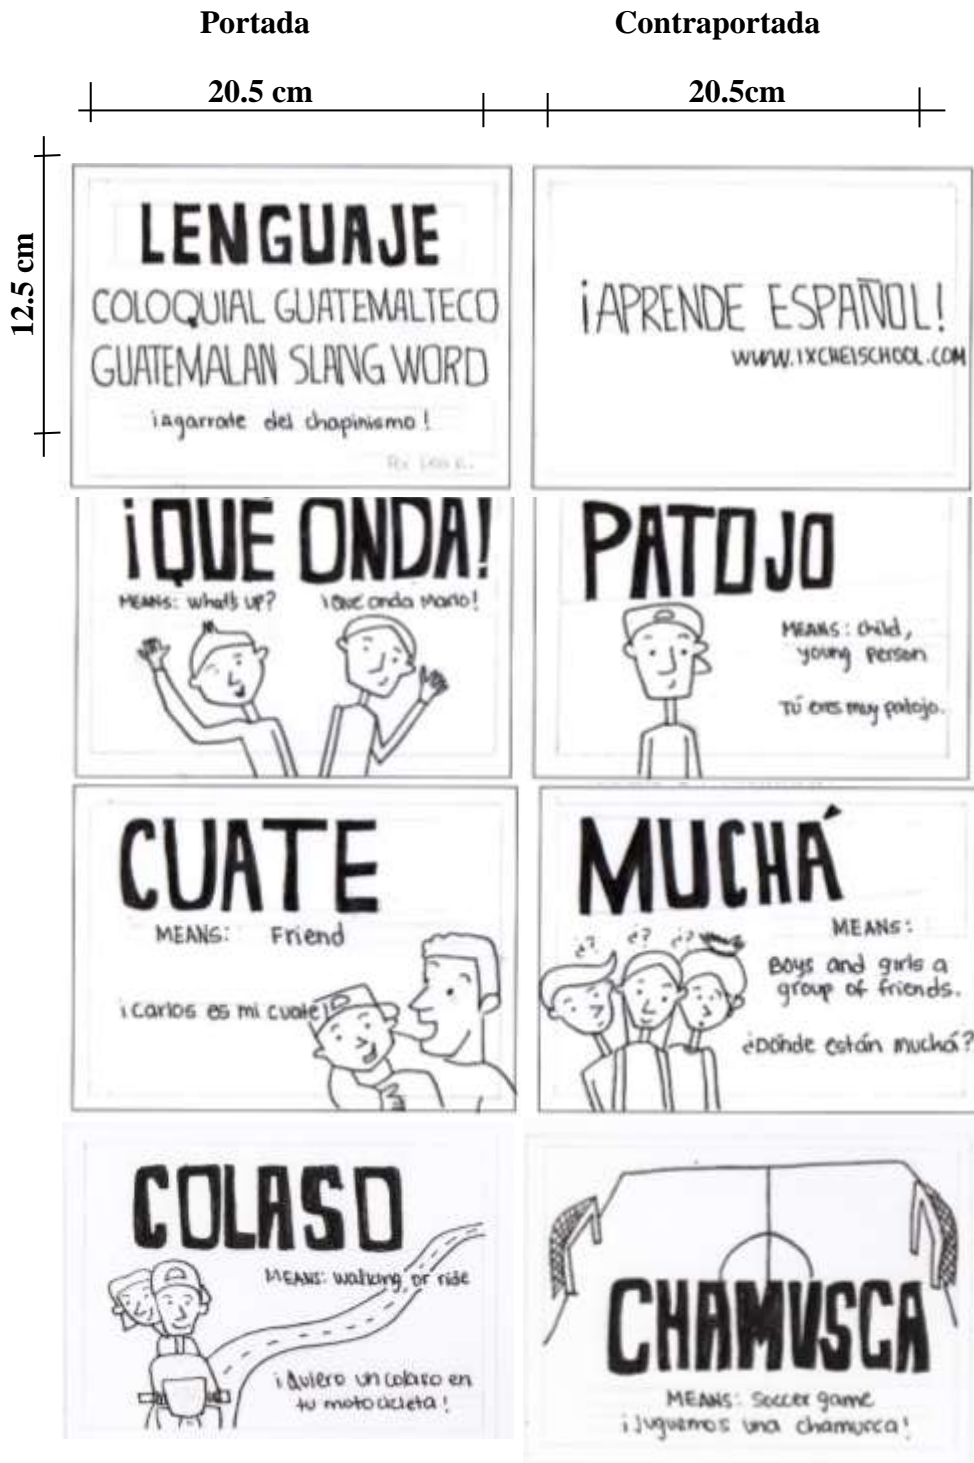 Portada
Contraportada
20.5 cm
20.5cm
12.5 cm
LENGUAJE
COLOQUIAL GUATEMALTECO
GUATEMALAN SLANG WORD
¡agarrate del chapinismo!
Por
¡APRENDE ESPAÑOL!
WWW.IXCHELSCHOOL.COM
¡QUE ONDA!
MEANS: what's UP? ¡Que onda Mario!
PATOJO
MEANS: child,
young person
Tú eres muy patojo.
CUATE
MEANS: Friend
¡Carlos es mi cuate!
MUCHÁ
¿? ¿? ¿?
MEANS:
Boys and girls a
group of friends.
¿Dónde están muchá?
COLASO
MEANS: walking or ride
¡Quiero un colaso en
tu motocicleta!
CHAMUSCA
MEANS: Soccer game
¡Juguemos una chamusca!